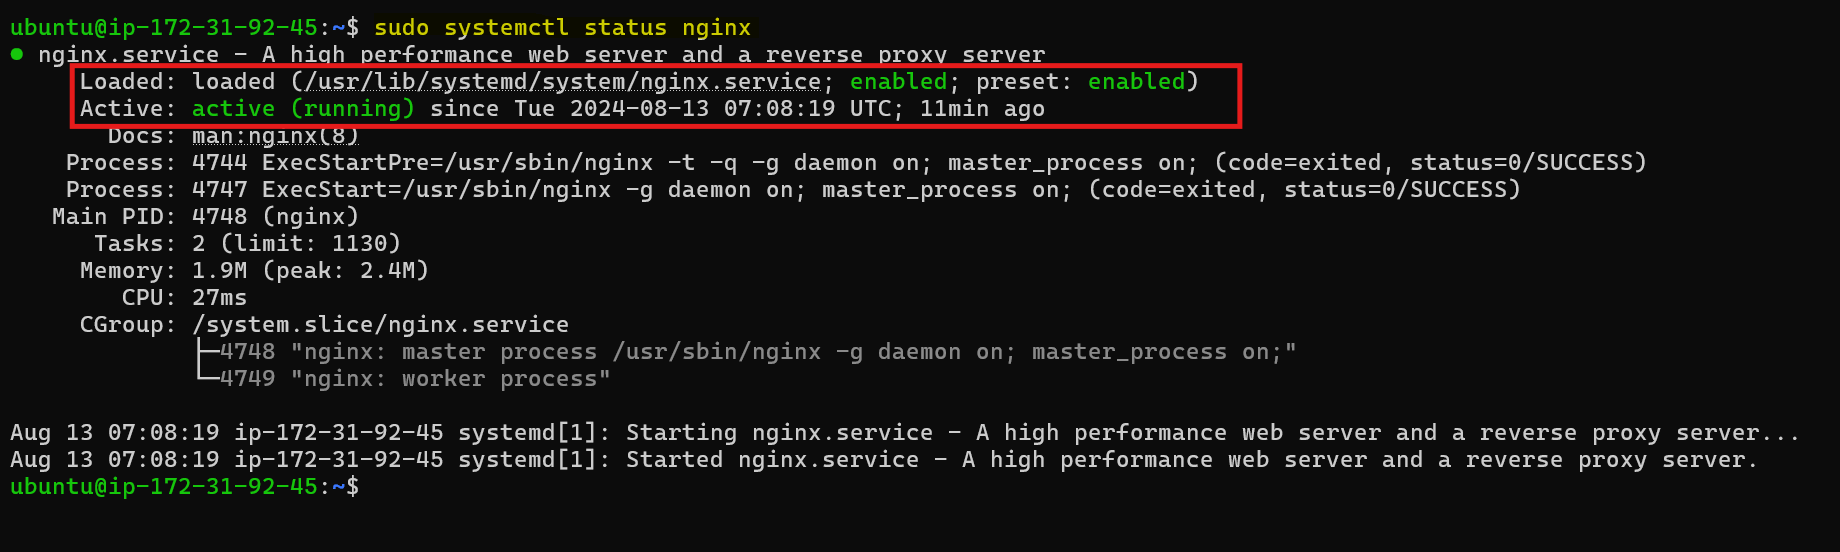 ubuntu@ip-172-31-92-45:~$ sudo systemctl status nginx
● nginx.service - A high performance web server and a reverse proxy server
     Loaded: loaded (/usr/lib/systemd/system/nginx.service; enabled; preset: enabled)
     Active: active (running) since Tue 2024-08-13 07:08:19 UTC; 11min ago
       Docs: man:nginx(8)
    Process: 4744 ExecStartPre=/usr/sbin/nginx -t -q -g daemon on; master_process on; (code=exited, status=0/SUCCESS)
    Process: 4747 ExecStart=/usr/sbin/nginx -g daemon on; master_process on; (code=exited, status=0/SUCCESS)
   Main PID: 4748 (nginx)
      Tasks: 2 (limit: 1130)
     Memory: 1.9M (peak: 2.4M)
        CPU: 27ms
     CGroup: /system.slice/nginx.service
             ├─4748 "nginx: master process /usr/sbin/nginx -g daemon on; master_process on;"
             └─4749 "nginx: worker process"

Aug 13 07:08:19 ip-172-31-92-45 systemd[1]: Starting nginx.service - A high performance web server and a reverse proxy server...
Aug 13 07:08:19 ip-172-31-92-45 systemd[1]: Started nginx.service - A high performance web server and a reverse proxy server.
ubuntu@ip-172-31-92-45:~$